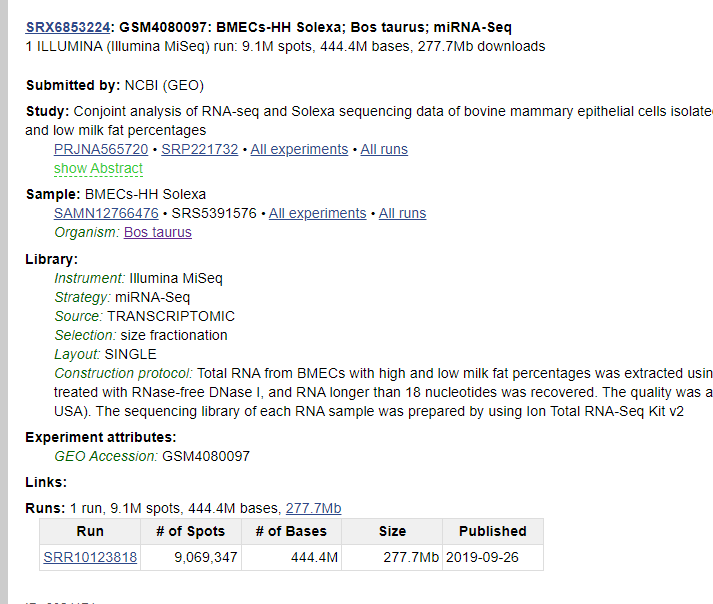 SRX6853224: GSM4080097: BMECs-HH Solexa; Bos taurus; miRNA-Seq
1 ILLUMINA (Illumina MiSeq) run: 9.1M spots, 444.4M bases, 277.7Mb downloads
Submitted by: NCBI (GEO)
Study: Conjoint analysis of RNA-seq and Solexa sequencing data of bovine mammary epithelial cells isolate
and low milk fat percentages
PRJNA565720 • SRP221732 • All experiments • All runs
show Abstract
Sample: BMECs-HH Solexa
SAMN12766476 • SRS5391576 • All experiments • All runs
Organism: Bos taurus
Library:
Instrument: Illumina MiSeq
Strategy: miRNA-Seq
Source: TRANSCRIPTOMIC
Selection: size fractionation
Layout: SINGLE
Construction protocol: Total RNA from BMECs with high and low milk fat percentages was extracted usin
treated with RNase-free DNase I, and RNA longer than 18 nucleotides was recovered. The quality was a
USA). The sequencing library of each RNA sample was prepared by using Ion Total RNA-Seq Kit v2
Experiment attributes:
GEO Accession: GSM4080097
Links:
Runs: 1 run, 9.1M spots, 444.4M bases, 277.7Mb
Run # of Spots # of Bases Size Published
SRR10123818 9,069,347 444.4M 277.7Mb 2019-09-26